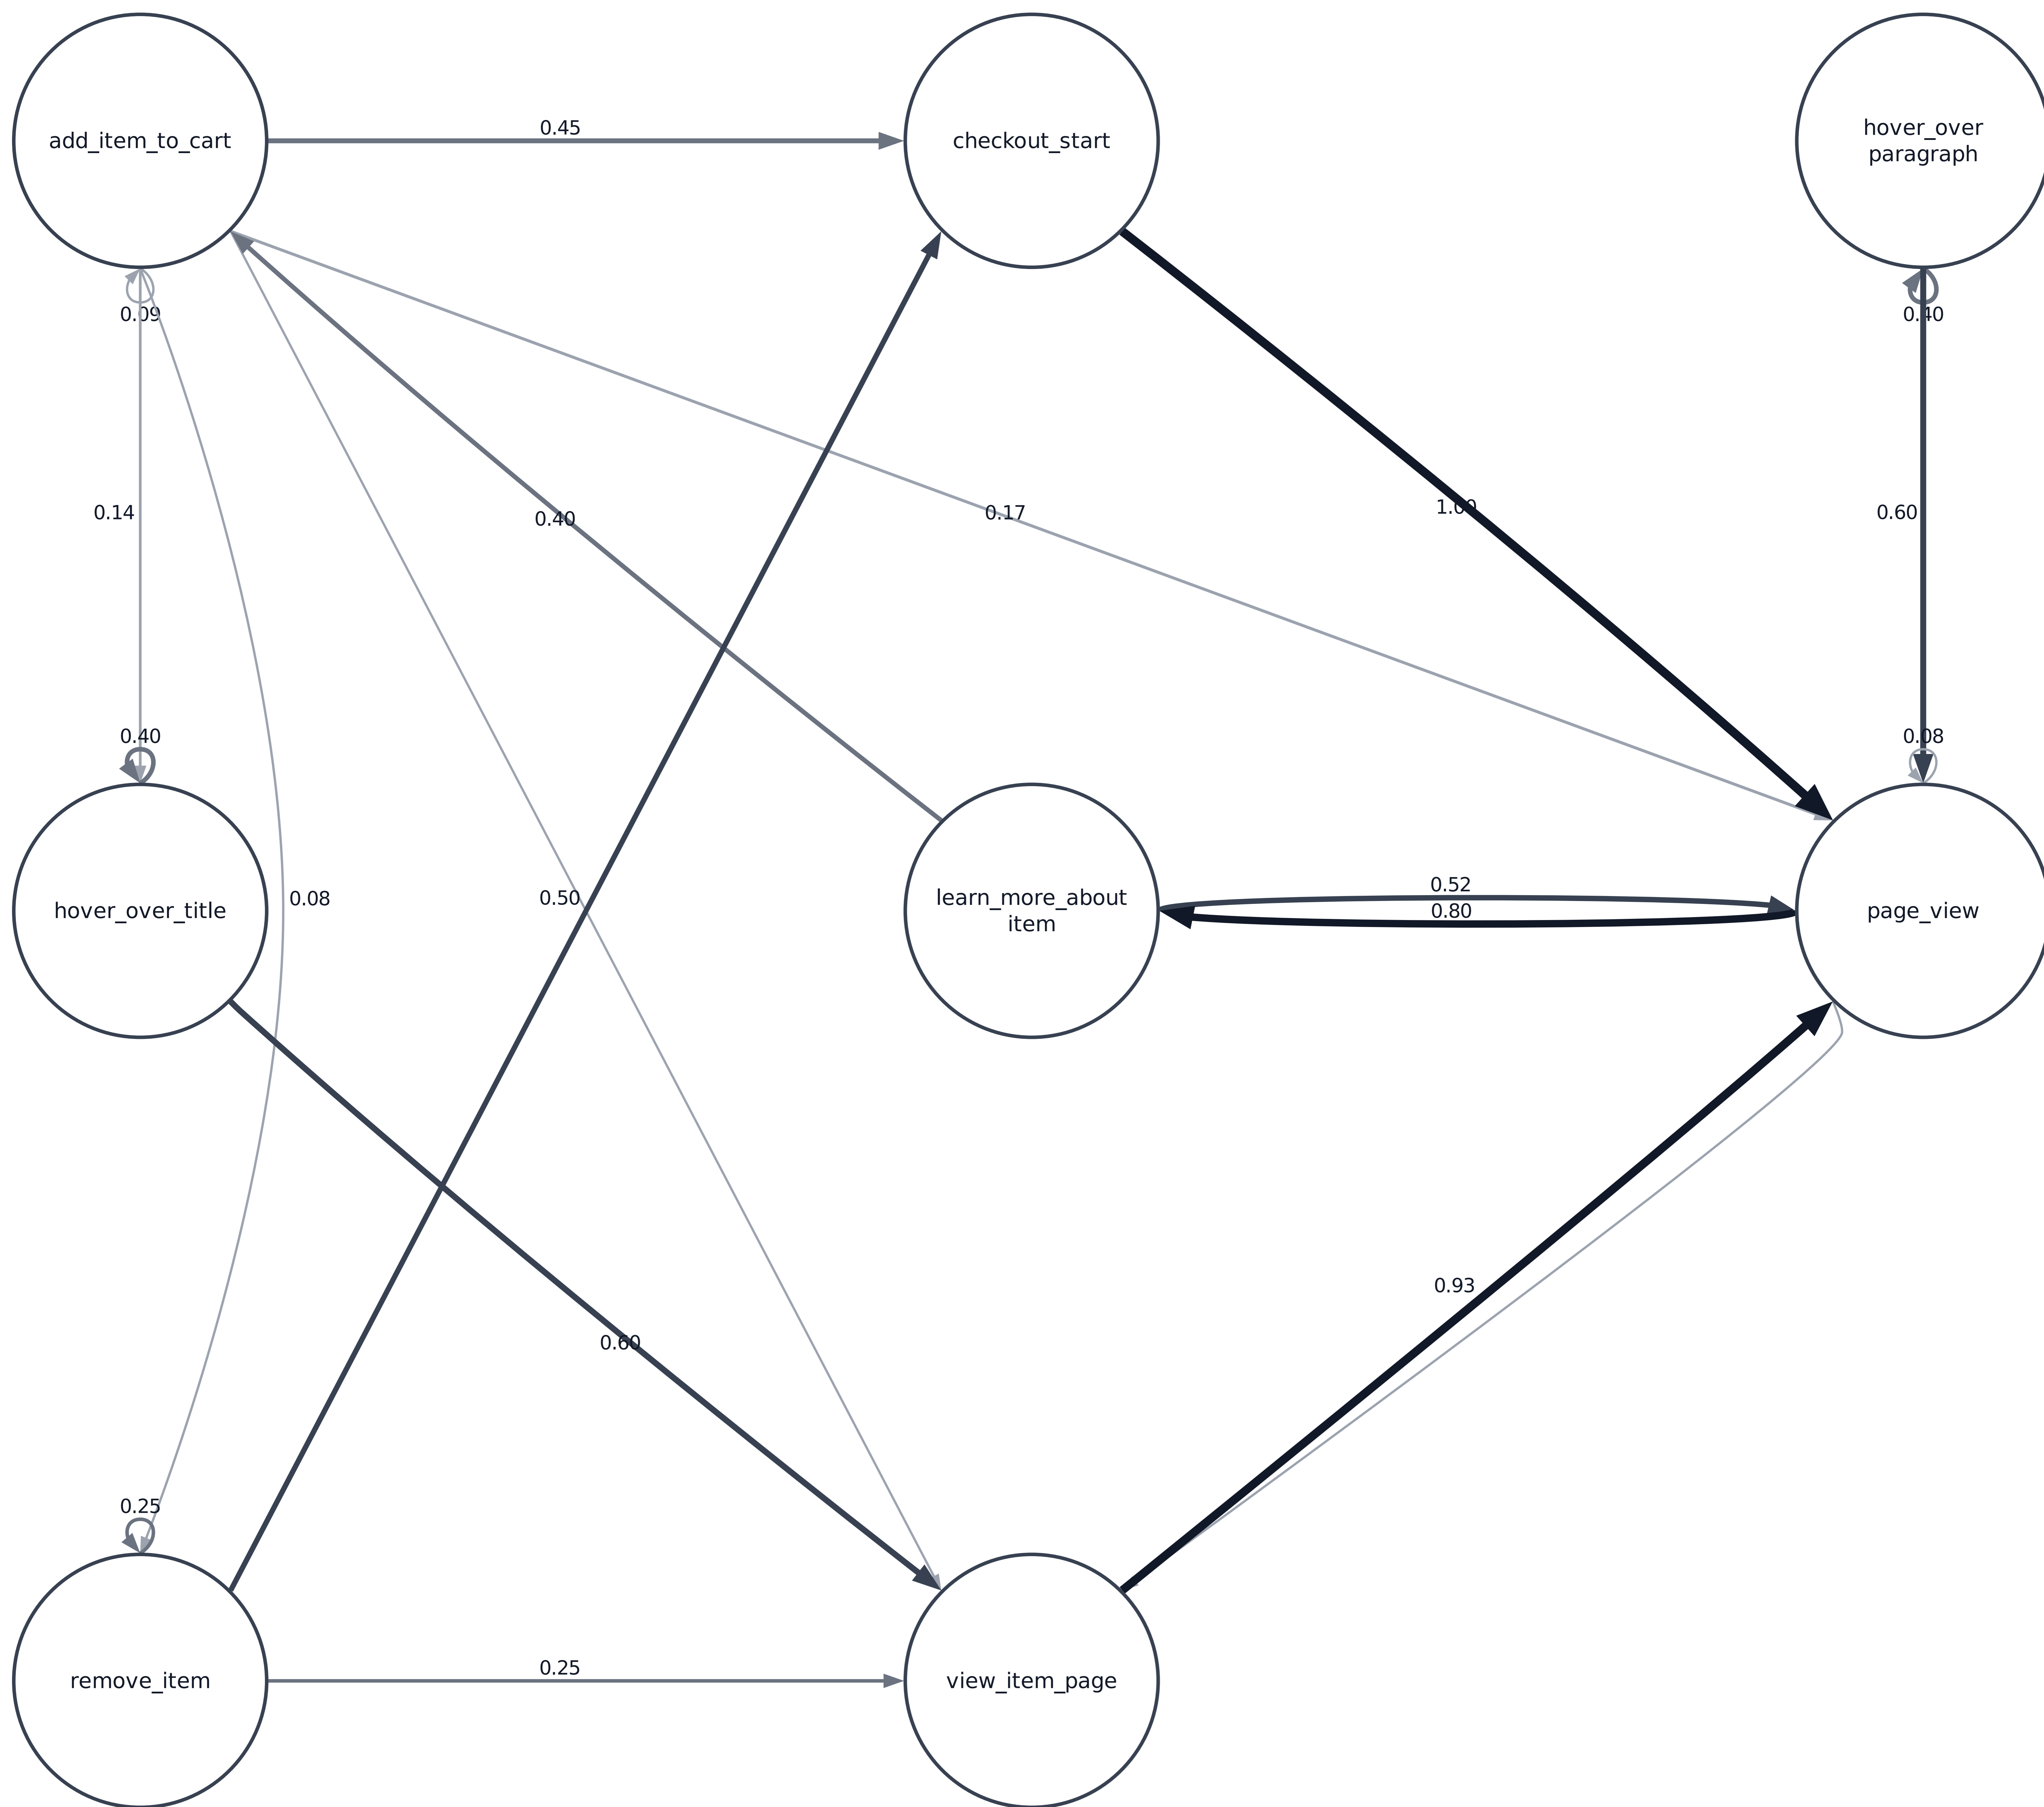 add_item_to_cart
checkout_start
hover_over
paragraph
0.45
0.09
0.40
0.14
0.40
0.17
1.00
0.60
0.40
0.08
hover_over_title
0.08
0.50
learn_more_about
item
0.52
0.80
page_view
0.93
0.60
0.25
remove_item
0.25
view_item_page